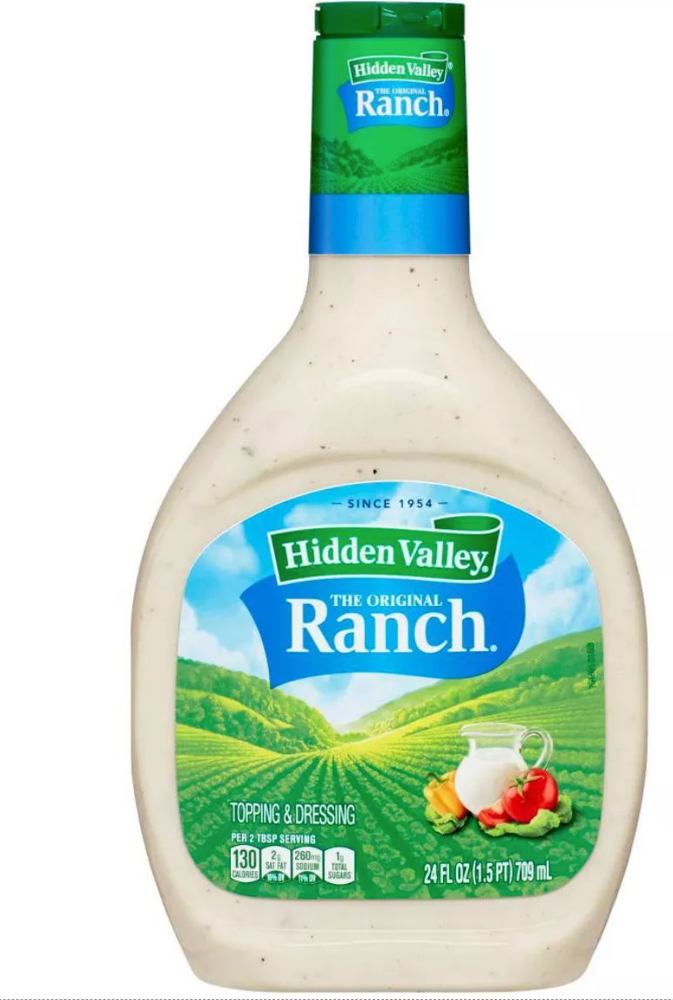 Hidden Valley®
THE ORIGINAL
Ranch®
— SINCE 1954 —
Hidden Valley®
THE ORIGINAL
Ranch®
TOPPING & DRESSING
PER 2 TBSP SERVING
130 CALORIES
2g SAT FAT 10% DV
260mg SODIUM 11% DV
1g TOTAL SUGARS
24 FL OZ (1.5 PT) 709 mL